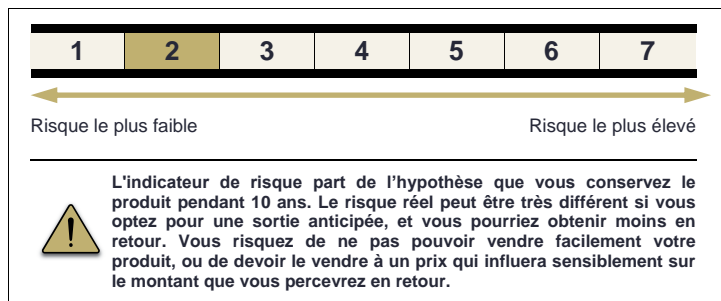 1 2 3 4 5 6 7
Risque le plus faible Risque le plus élevé
L'indicateur de risque part de l’hypothèse que vous conservez le
produit pendant 10 ans. Le risque réel peut être très différent si vous
optez pour une sortie anticipée, et vous pourriez obtenir moins en
retour. Vous risquez de ne pas pouvoir vendre facilement votre
produit, ou de devoir le vendre à un prix qui influera sensiblement sur
le montant que vous percevrez en retour.